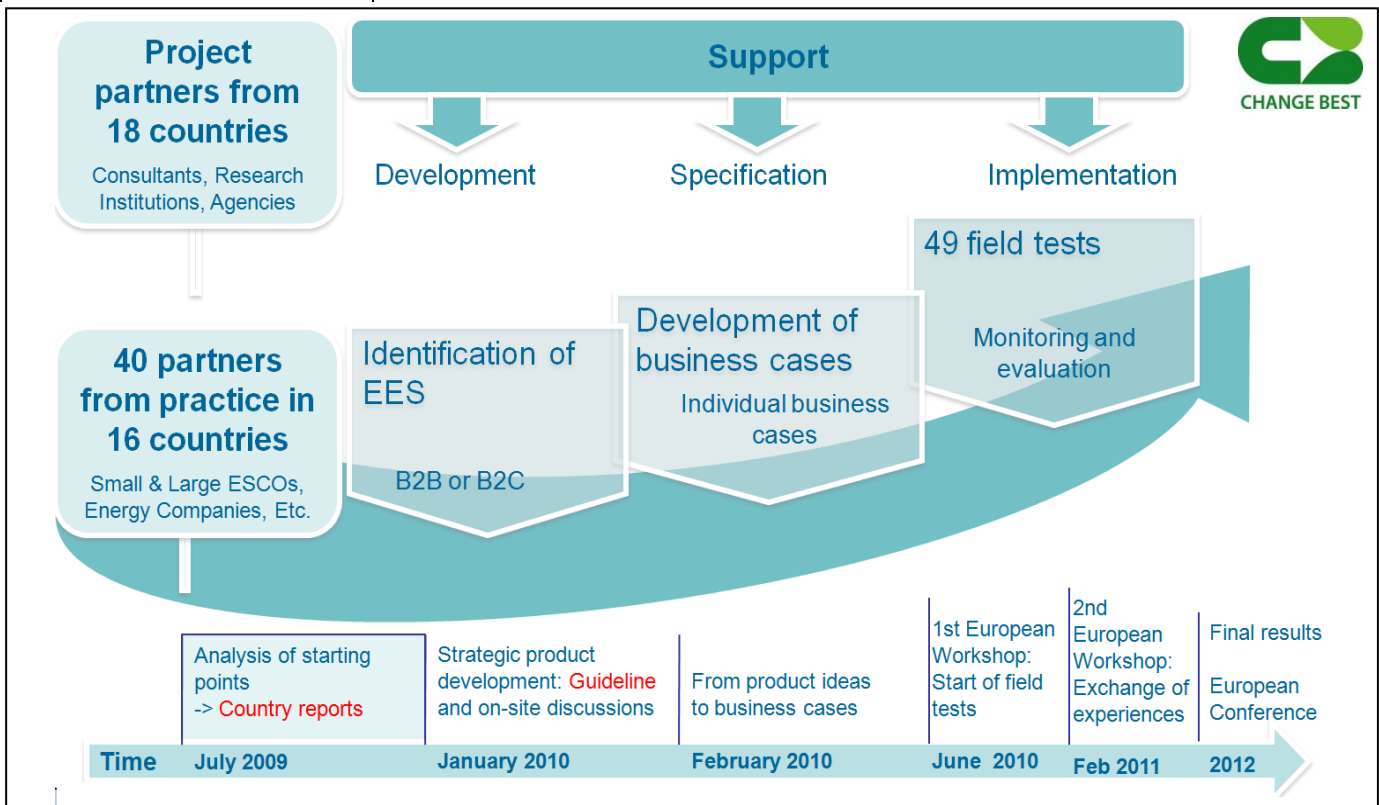 Project
partners from
18 countries
Consultants, Research
Institutions, Agencies
Support
CHANGE BEST
Development
Specification
Implementation
40 partners
from practice in
16 countries
Small & Large ESCOs,
Energy Companies, Etc.
Identification of
EES
B2B or B2C
Development of
business cases
Individual business
cases
49 field tests
Monitoring and
evaluation
Analysis of starting
points
-> Country reports
Strategic product
development: Guideline
and on-site discussions
From product ideas
to business cases
1st European
Workshop:
Start of field
tests
2nd
European
Workshop:
Exchange of
experiences
Final results
European
Conference
Time
July 2009
January 2010
February 2010
June 2010
Feb 2011
2012